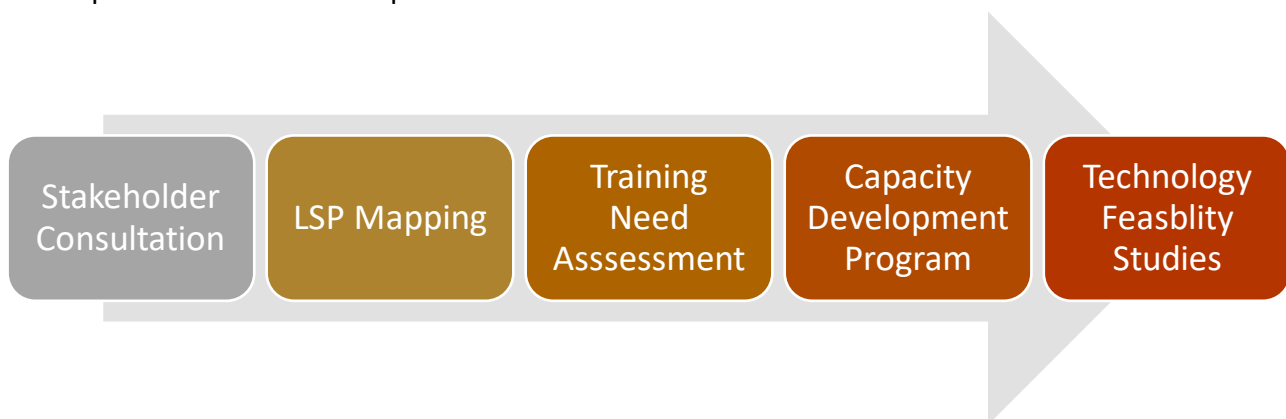 Stakeholder
Consultation
LSP Mapping
Training
Need
Asssessment
Capacity
Development
Program
Technology
Feasblity
Studies